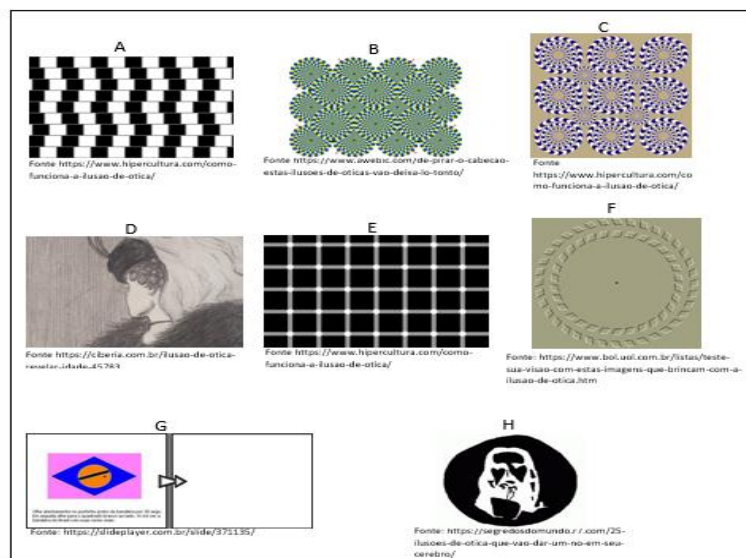 A
B
C
Fonte https://www.hipercultura.com/como-
funciona-a-ilusao-de-otica/
Fonte https://www.awebic.com/de-pirar-o-cabecao-
estas-ilusoes-de-oticas-vao-deixa-lo-tonto/
Fonte
https://www.hipercultura.com/co
mo-funciona-a-ilusao-de-otica/
D
E
F
Fonte https://ciberia.com.br/ilusao-de-otica-
revelar-idade-45783
Fonte https://www.hipercultura.com/como-
funciona-a-ilusao-de-otica/
Fonte: https://www.bol.uol.com.br/listas/teste-
sua-visao-com-estas-imagens-que-brincam-com-a-
ilusao-de-otica.htm
G
H
Fonte: https://slideplayer.com.br/slide/371135/
Fonte: https://segredosdomundo.r7.com/25-
ilusoes-de-otica-que-vao-dar-um-no-em-seu-
cerebro/